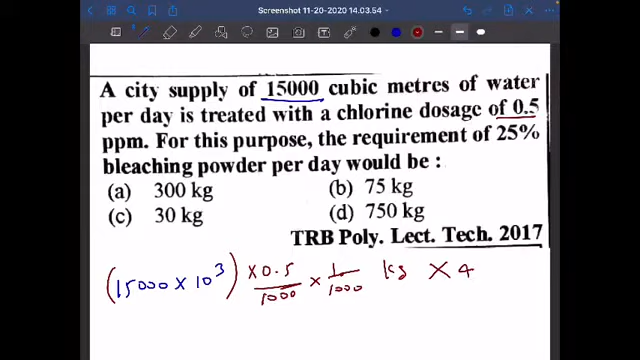 Screenshot 11-20-2020 14.03.54
A city supply of 15000 cubic metres of water
per day is treated with a chlorine dosage of 0.5
ppm. For this purpose, the requirement of 25%
bleaching powder per day would be :
(a) 300 kg (b) 75 kg
(c) 30 kg (d) 750 kg
TRB Poly. Lect. Tech. 2017
(15000 × 10³) × 0.5/1000 × 1/1000 kg × 4